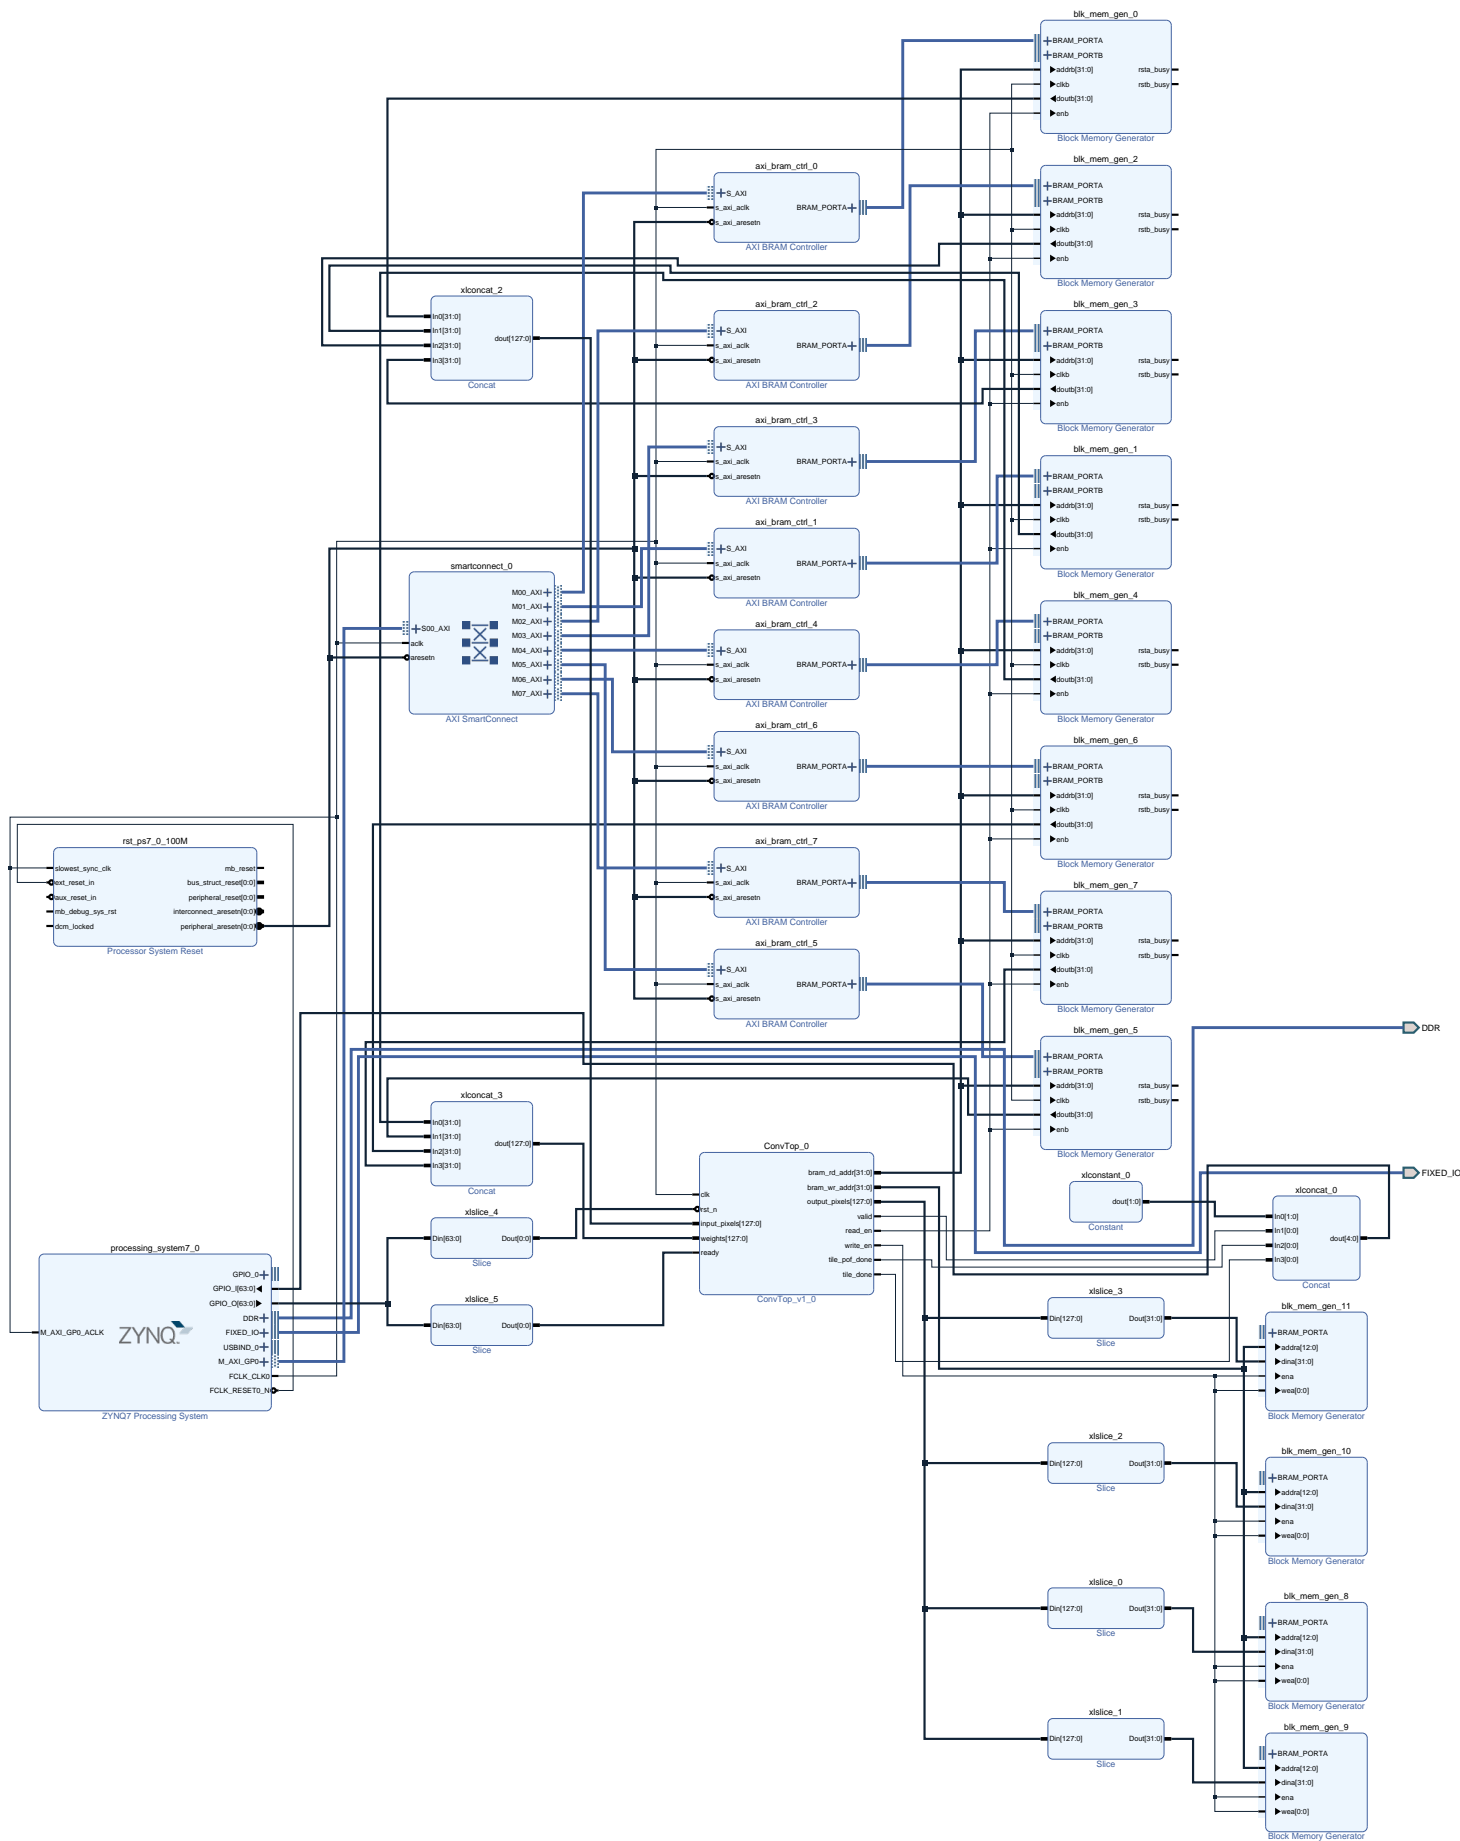 blk_mem_gen_0
BRAM_PORTA
BRAM_PORTB
addrb[31:0]
clkb
doutb[31:0]
enb
rsta_busy
rstb_busy
Block Memory Generator
axi_bram_ctrl_0
S_AXI
s_axi_aclk
s_axi_aresetn
BRAM_PORTA
AXI BRAM Controller
blk_mem_gen_2
BRAM_PORTA
BRAM_PORTB
addrb[31:0]
clkb
doutb[31:0]
enb
rsta_busy
rstb_busy
Block Memory Generator
xlconcat_2
In0[31:0]
In1[31:0]
In2[31:0]
In3[31:0]
dout[127:0]
Concat
axi_bram_ctrl_2
S_AXI
s_axi_aclk
s_axi_aresetn
BRAM_PORTA
AXI BRAM Controller
blk_mem_gen_3
BRAM_PORTA
BRAM_PORTB
addrb[31:0]
clkb
doutb[31:0]
enb
rsta_busy
rstb_busy
Block Memory Generator
axi_bram_ctrl_3
S_AXI
s_axi_aclk
s_axi_aresetn
BRAM_PORTA
AXI BRAM Controller
blk_mem_gen_1
BRAM_PORTA
BRAM_PORTB
addrb[31:0]
clkb
doutb[31:0]
enb
rsta_busy
rstb_busy
Block Memory Generator
axi_bram_ctrl_1
S_AXI
s_axi_aclk
s_axi_aresetn
BRAM_PORTA
AXI BRAM Controller
smartconnect_0
S00_AXI
aclk
aresetn
M00_AXI
M01_AXI
M02_AXI
M03_AXI
M04_AXI
M05_AXI
M06_AXI
M07_AXI
AXI SmartConnect
axi_bram_ctrl_4
S_AXI
s_axi_aclk
s_axi_aresetn
BRAM_PORTA
AXI BRAM Controller
blk_mem_gen_4
BRAM_PORTA
BRAM_PORTB
addrb[31:0]
clkb
doutb[31:0]
enb
rsta_busy
rstb_busy
Block Memory Generator
axi_bram_ctrl_6
S_AXI
s_axi_aclk
s_axi_aresetn
BRAM_PORTA
AXI BRAM Controller
blk_mem_gen_6
BRAM_PORTA
BRAM_PORTB
addrb[31:0]
clkb
doutb[31:0]
enb
rsta_busy
rstb_busy
Block Memory Generator
rst_ps7_0_100M
slowest_sync_clk
ext_reset_in
aux_reset_in
mb_debug_sys_rst
dcm_locked
mb_reset
bus_struct_reset[0:0]
peripheral_reset[0:0]
interconnect_aresetn[0:0]
peripheral_aresetn[0:0]
Processor System Reset
axi_bram_ctrl_7
S_AXI
s_axi_aclk
s_axi_aresetn
BRAM_PORTA
AXI BRAM Controller
blk_mem_gen_7
BRAM_PORTA
BRAM_PORTB
addrb[31:0]
clkb
doutb[31:0]
enb
rsta_busy
rstb_busy
Block Memory Generator
axi_bram_ctrl_5
S_AXI
s_axi_aclk
s_axi_aresetn
BRAM_PORTA
AXI BRAM Controller
blk_mem_gen_5
BRAM_PORTA
BRAM_PORTB
addrb[31:0]
clkb
doutb[31:0]
enb
rsta_busy
rstb_busy
Block Memory Generator
DDR
FIXED_IO
xlconcat_3
In0[31:0]
In1[31:0]
In2[31:0]
In3[31:0]
dout[127:0]
Concat
ConvTop_0
clk
rst_n
input_pixels[127:0]
weights[127:0]
ready
bram_rd_addr[31:0]
bram_wr_addr[31:0]
output_pixels[127:0]
valid
read_en
write_en
tile_pof_done
tile_done
ConvTop_v1_0
xlconstant_0
dout[1:0]
Constant
xlconcat_0
In0[1:0]
In1[0:0]
In2[0:0]
In3[0:0]
dout[4:0]
Concat
xlslice_4
Din[63:0]
Dout[0:0]
Slice
processing_system7_0
M_AXI_GP0_ACLK
ZYNQ
GPIO_0
GPIO_I[63:0]
GPIO_O[63:0]
DDR
FIXED_IO
USBIND_0
M_AXI_GP0
FCLK_CLK0
FCLK_RESET0_N
ZYNQ7 Processing System
xlslice_5
Din[63:0]
Dout[0:0]
Slice
xlslice_3
Din[127:0]
Dout[31:0]
Slice
blk_mem_gen_11
BRAM_PORTA
addra[12:0]
dina[31:0]
ena
wea[0:0]
Block Memory Generator
xlslice_2
Din[127:0]
Dout[31:0]
Slice
blk_mem_gen_10
BRAM_PORTA
addra[12:0]
dina[31:0]
ena
wea[0:0]
Block Memory Generator
xlslice_0
Din[127:0]
Dout[31:0]
Slice
blk_mem_gen_8
BRAM_PORTA
addra[12:0]
dina[31:0]
ena
wea[0:0]
Block Memory Generator
xlslice_1
Din[127:0]
Dout[31:0]
Slice
blk_mem_gen_9
BRAM_PORTA
addra[12:0]
dina[31:0]
ena
wea[0:0]
Block Memory Generator